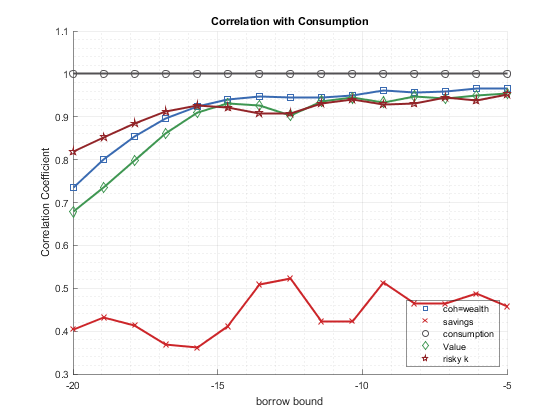 Correlation with Consumption
1.1
1
0.9
0.8
0.7
0.6
0.5
0.4
0.3
Correlation Coefficient
-20
-15
-10
-5
borrow bound
coh=wealth
savings
consumption
Value
risky k